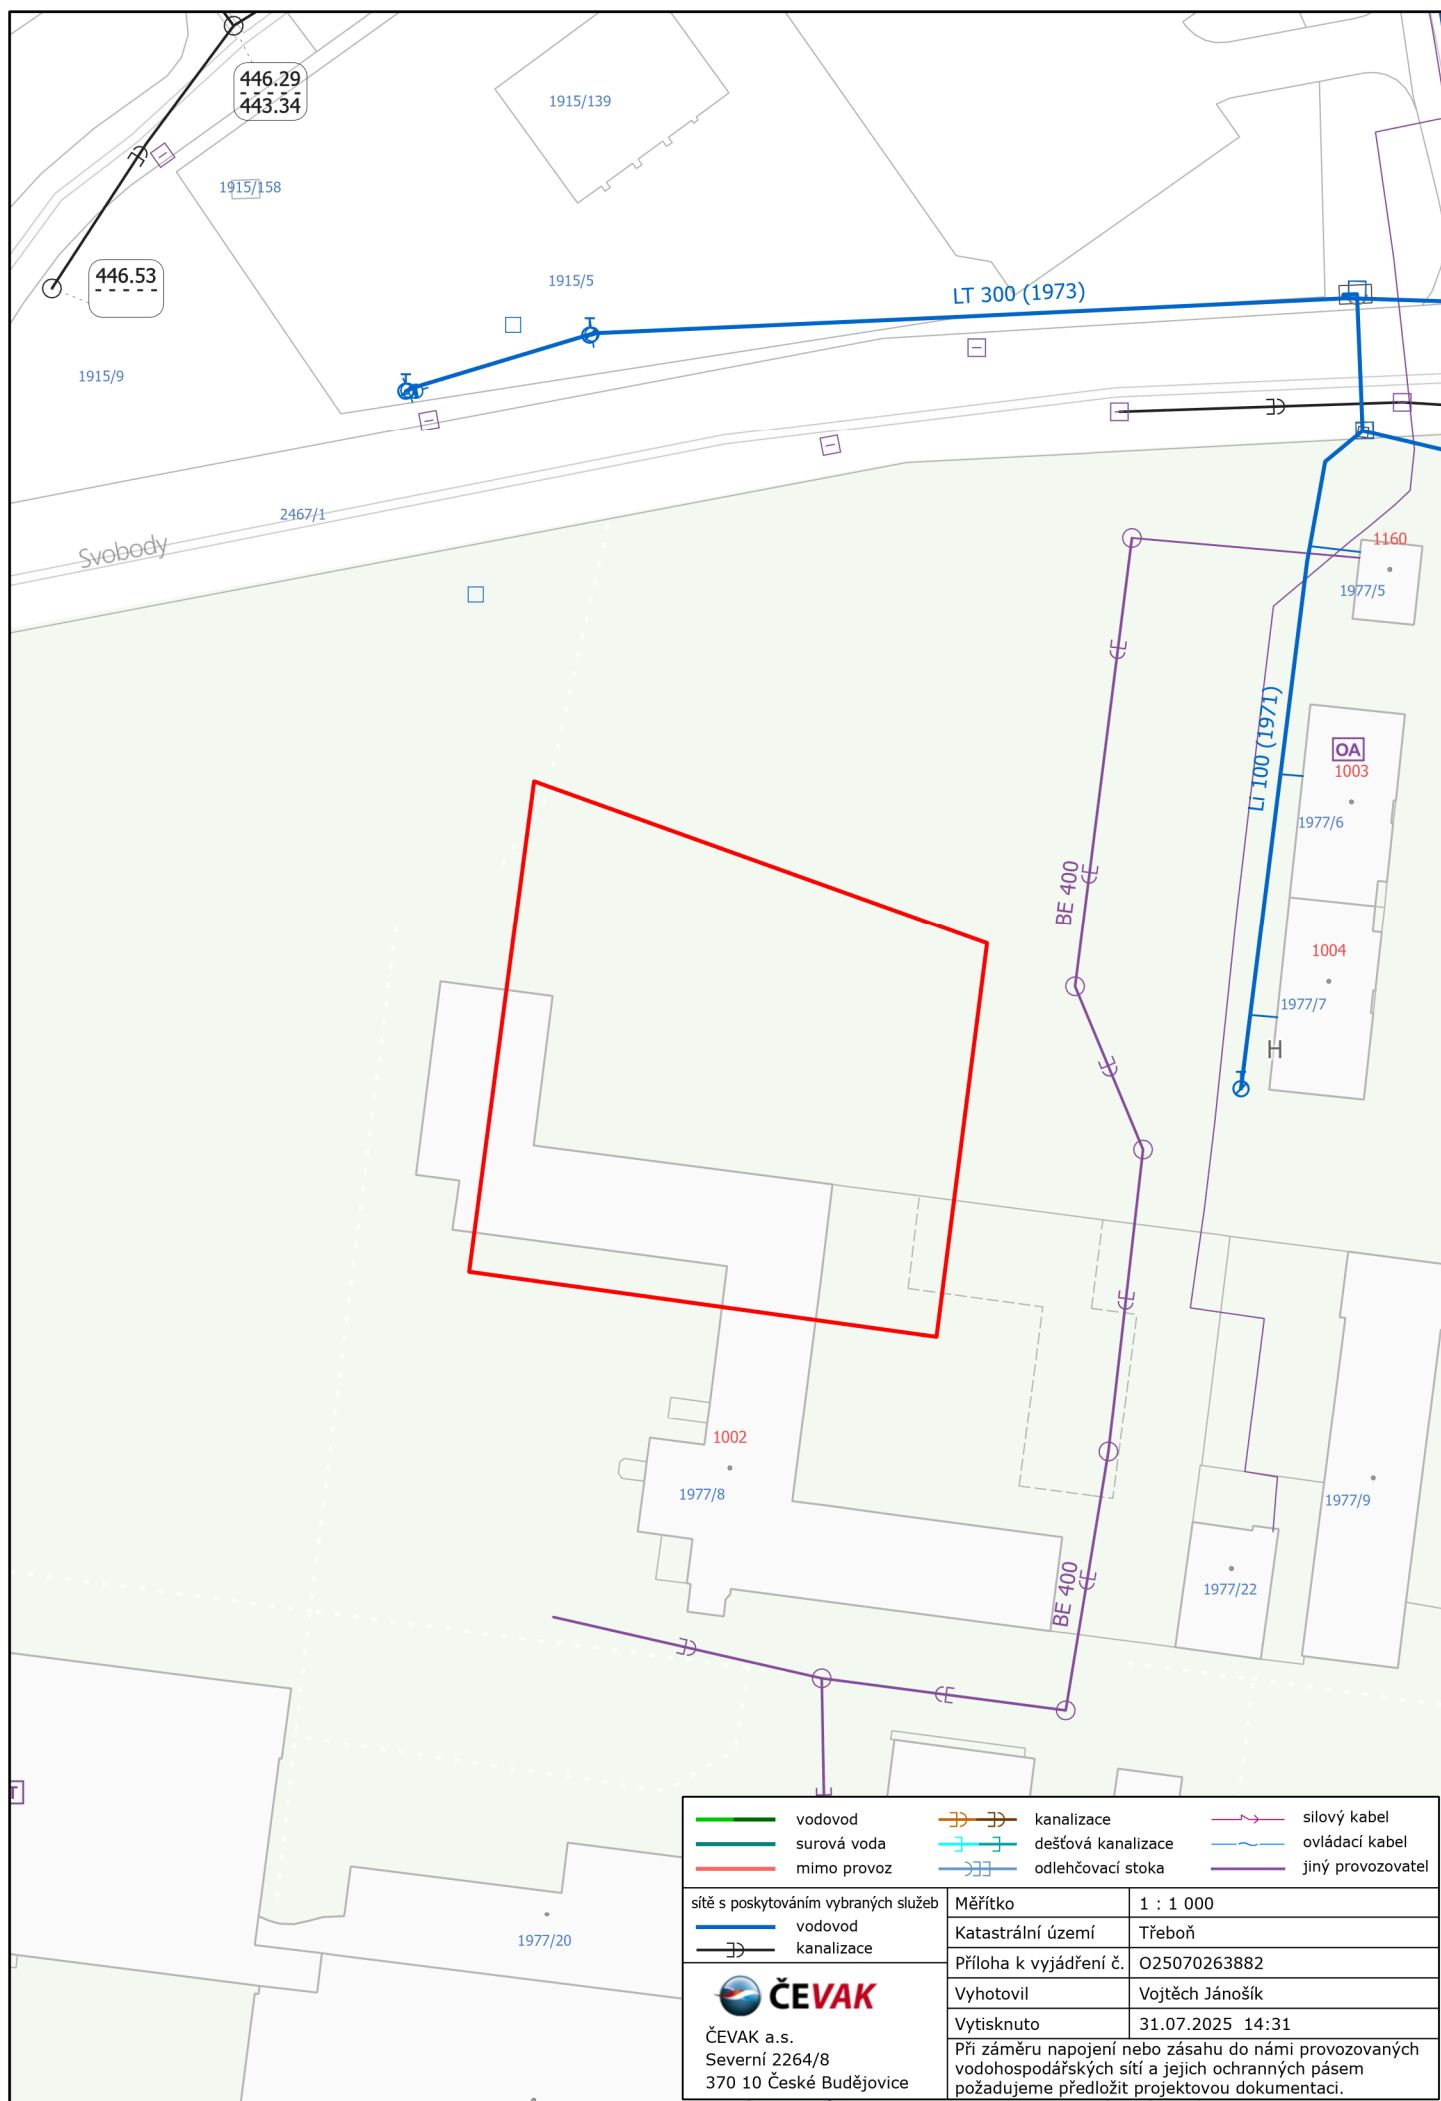 446.29
443.34
1915/139
1915/158
446.53
1915/5
LT 300 (1973)
1915/9
2467/1
Svobody
1160
1977/5
Li 100 (1971)
OA
1003
1977/6
BE 400
1004
1977/7
H
1002
1977/8
1977/9
BE 400
1977/22
T
1977/20
vodovod
surová voda
mimo provoz
kanalizace
dešťová kanalizace
odlehčovací stoka
silový kabel
ovládací kabel
jiný provozovatel
sítě s poskytováním vybraných služeb
vodovod
kanalizace
Měřítko 1 : 1 000
Katastrální území Třeboň
Příloha k vyjádření č. O25070263882
Vyhotovil Vojtěch Jánošík
Vytisknuto 31.07.2025 14:31
ČEVAK
ČEVAK a.s.
Severní 2264/8
370 10 České Budějovice
Při záměru napojení nebo zásahu do námi provozovaných
vodohospodářských sítí a jejich ochranných pásem
požadujeme předložit projektovou dokumentaci.